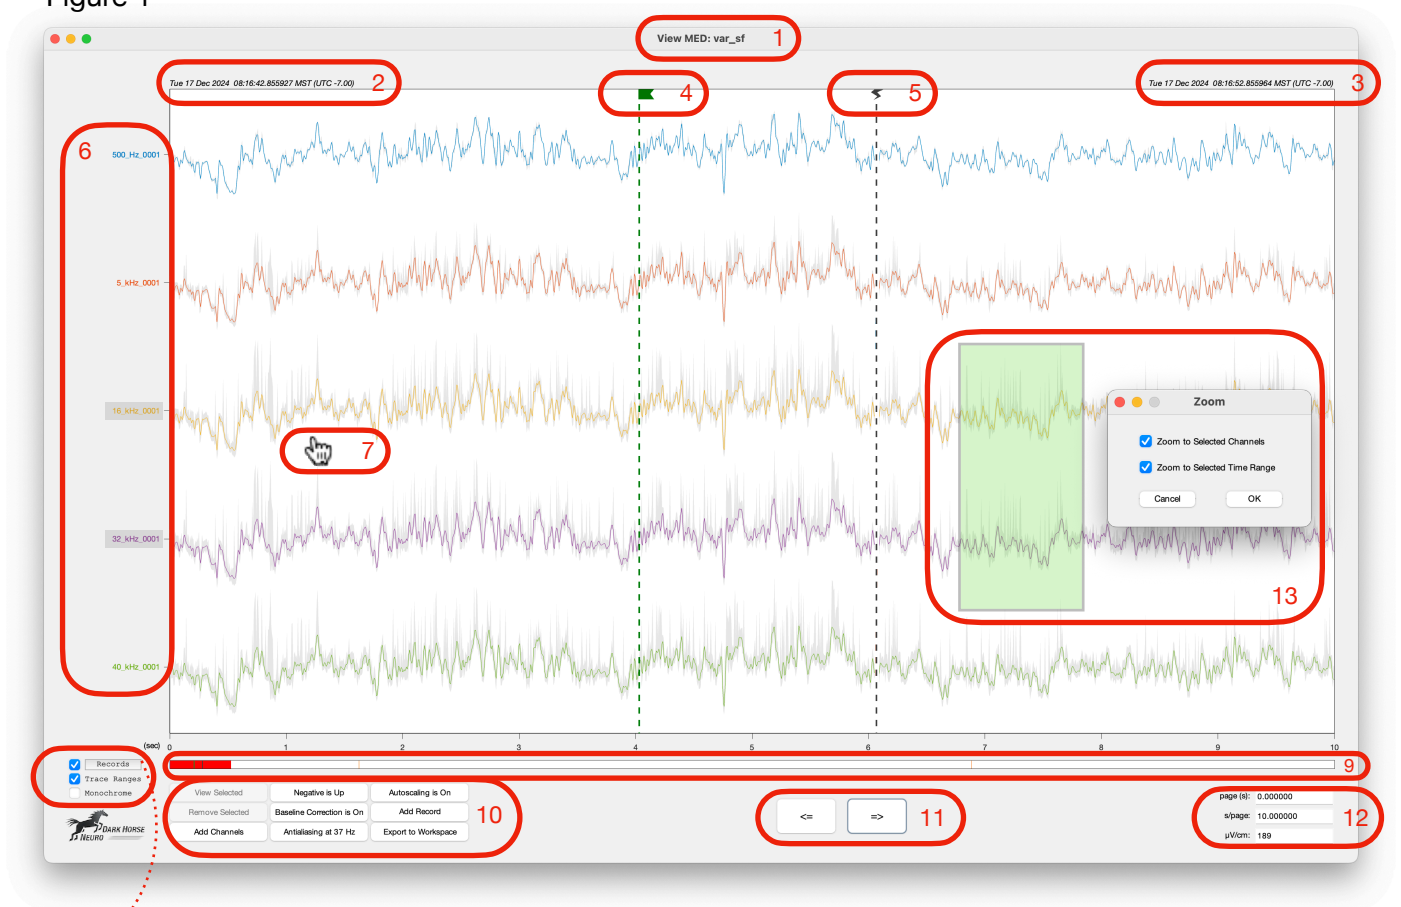 Figure 1
View MED: var_sf 1
Tue 17 Dec 2024 08:16:42.855927 MST (UTC -7.00) 2
4
5
Tue 17 Dec 2024 08:16:52.855964 MST (UTC -7.00) 3
6
500_Hz_0001
5_kHz_0001
16_kHz_0001
7
32_kHz_0001
40_kHz_0001
Zoom
Zoom to Selected Channels
Zoom to Selected Time Range
Cancel OK
13
(sec) 0 1 2 3 4 5 6 7 8 9 10
9
Records
Trace Ranges
Monochrome
DARK HORSE
NEURO
View Selected Negative is Up Autoscaling is On
Remove Selected Baseline Correction is On Add Record
Add Channels Antialiasing at 37 Hz Export to Workspace
10
<= => 11
page (s): 0.000000
s/page: 10.000000
µV/cm: 189
12